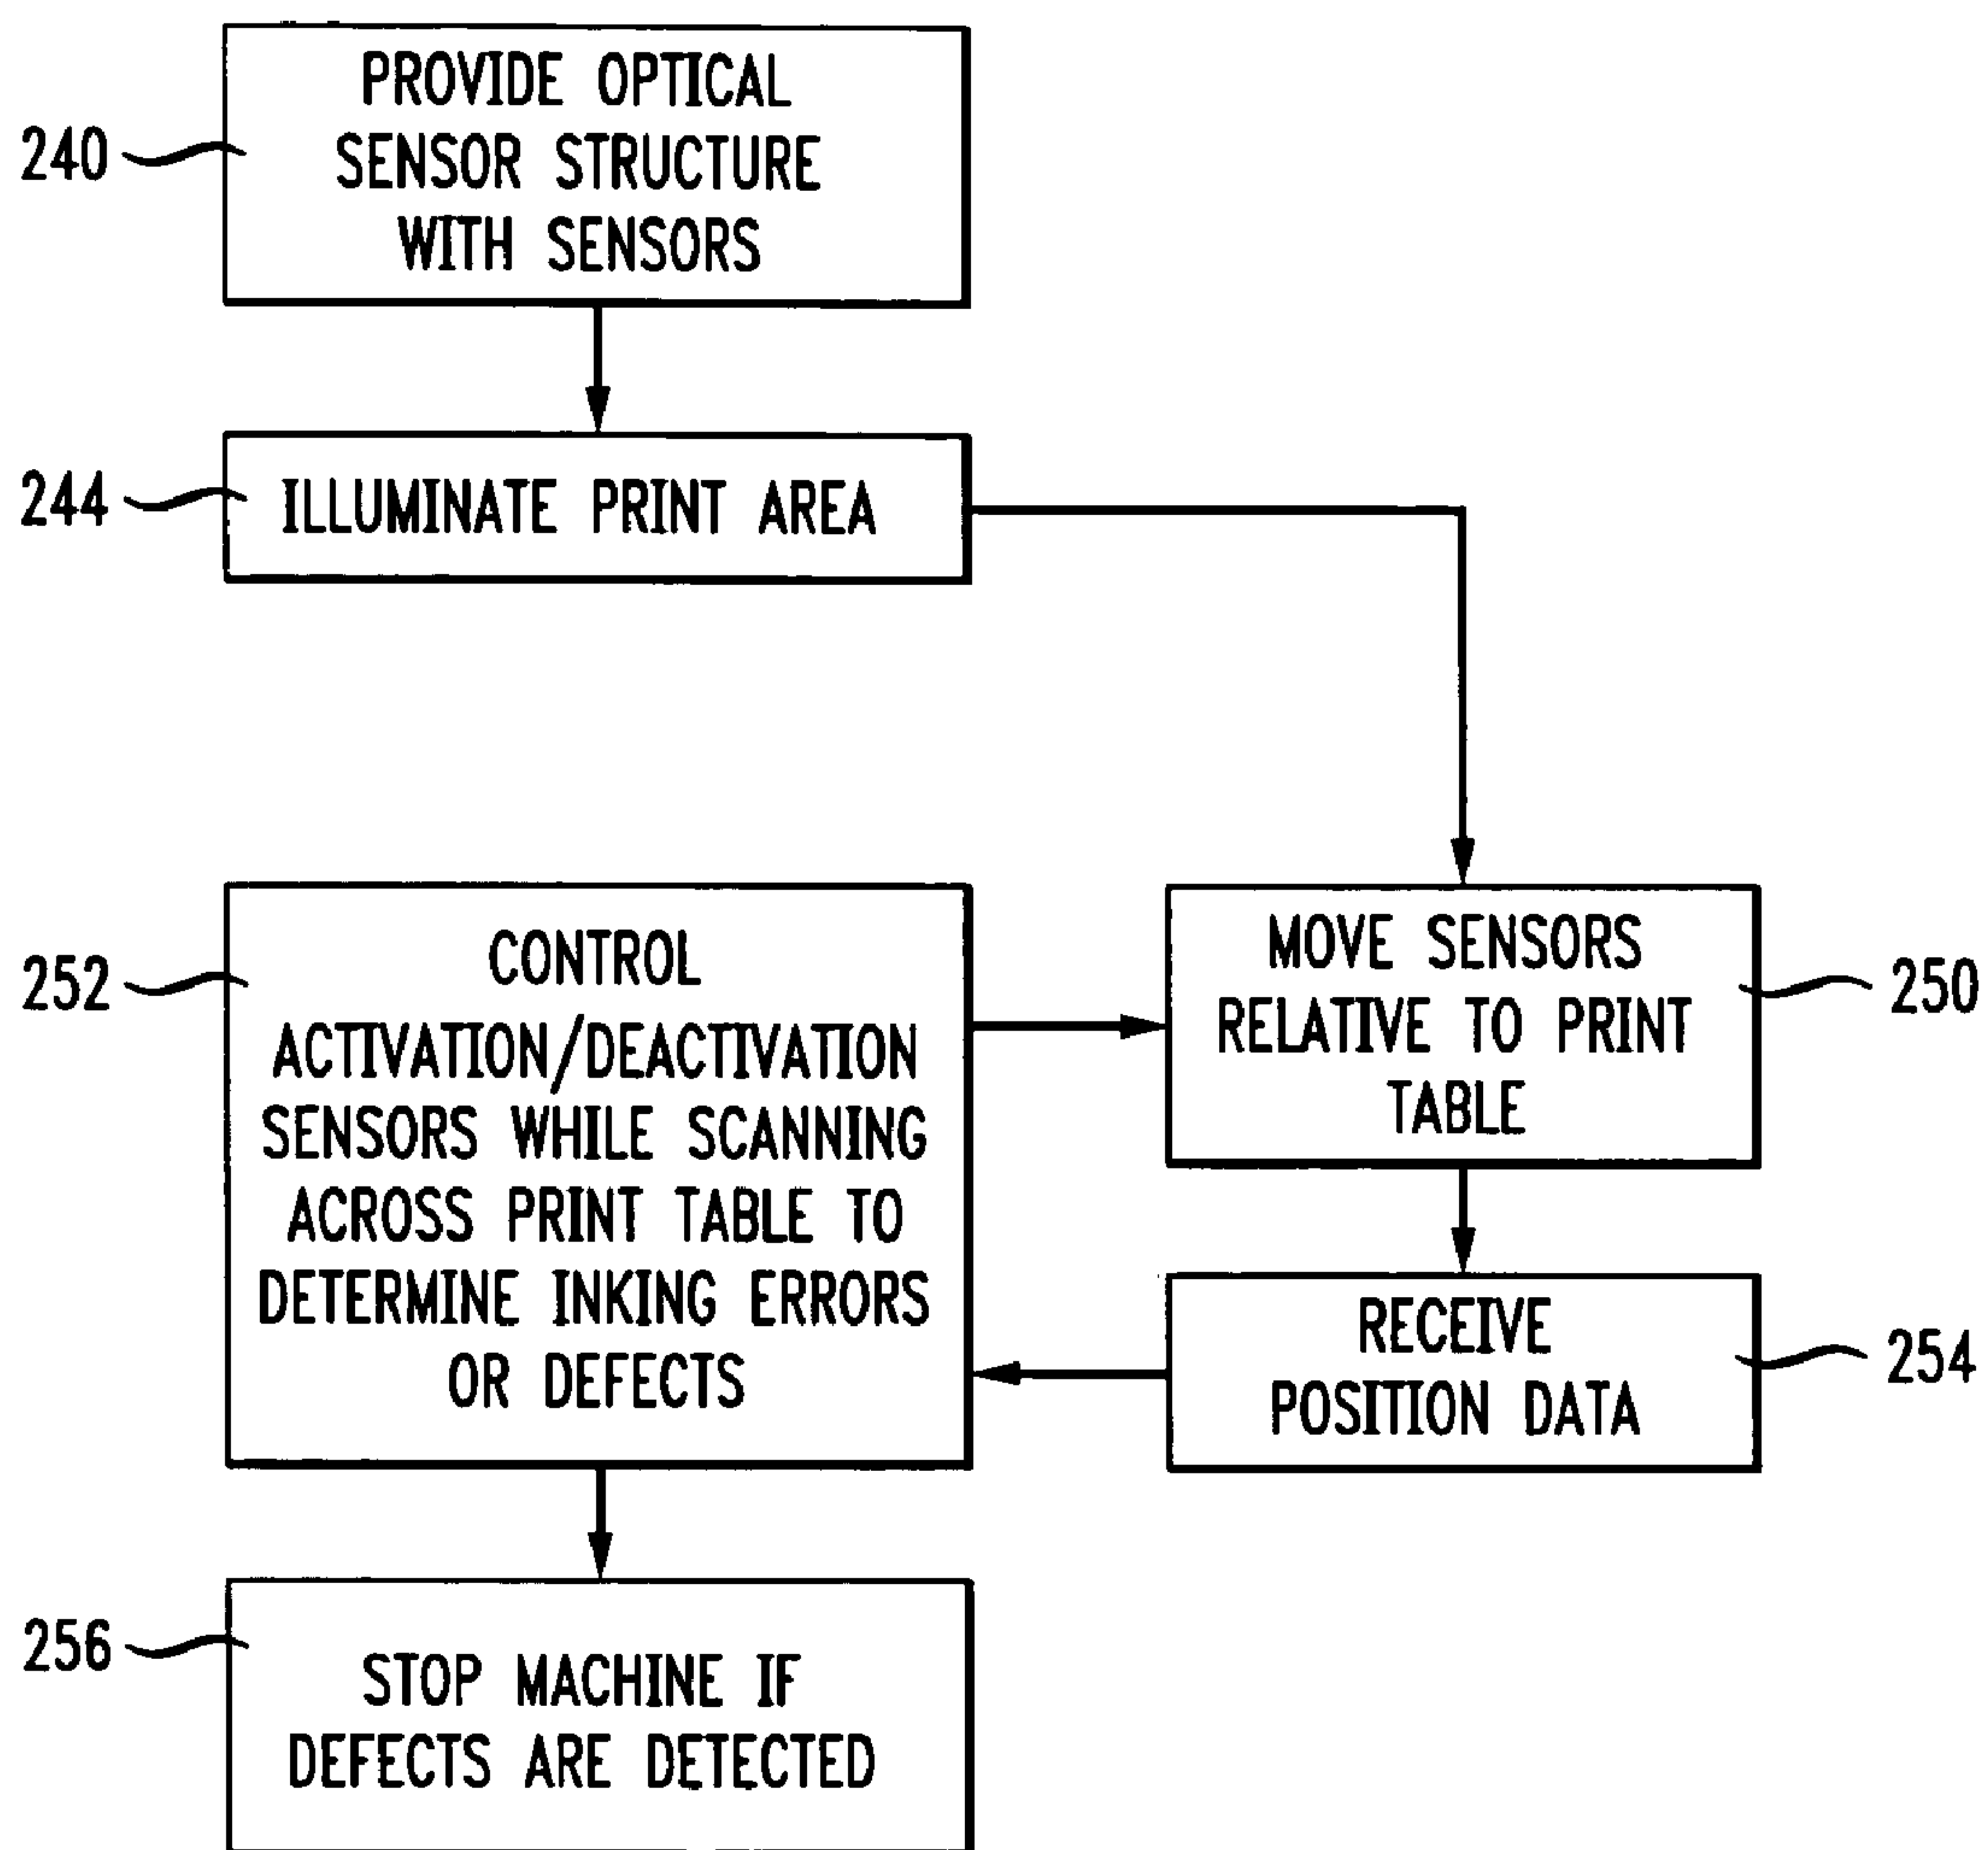 240
PROVIDE OPTICAL
SENSOR STRUCTURE
WITH SENSORS
244
ILLUMINATE PRINT AREA
252
CONTROL
ACTIVATION/DEACTIVATION
SENSORS WHILE SCANNING
ACROSS PRINT TABLE TO
DETERMINE INKING ERRORS
OR DEFECTS
MOVE SENSORS
RELATIVE TO PRINT
TABLE
250
RECEIVE
POSITION DATA
254
256
STOP MACHINE IF
DEFECTS ARE DETECTED